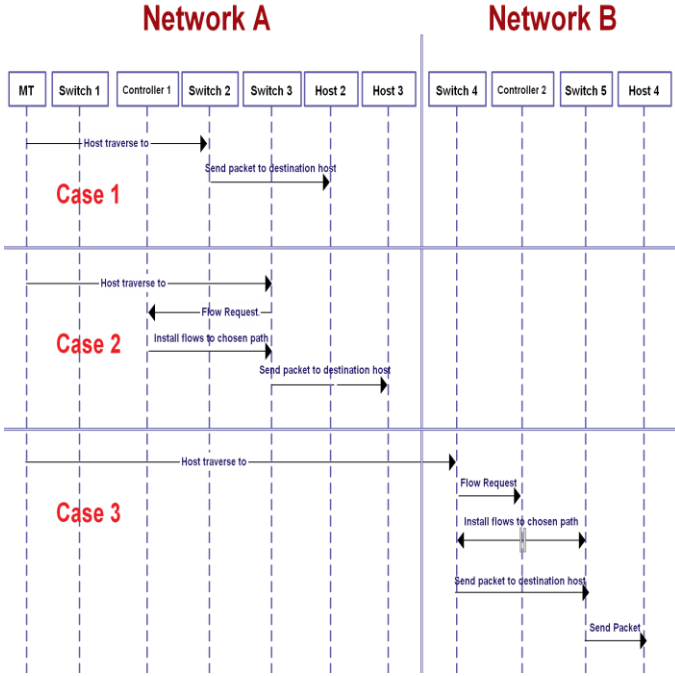 Network A
Network B
MT
Switch 1
Controller 1
Switch 2
Switch 3
Host 2
Host 3
Switch 4
Controller 2
Switch 5
Host 4
Host traverse to
Send packet to destination host
Case 1
Host traverse to
Flow Request
Install flows to chosen path
Case 2
Send packet to destination host
Host traverse to
Flow Request
Case 3
Install flows to chosen path
Send packet to destination host
Send Packet